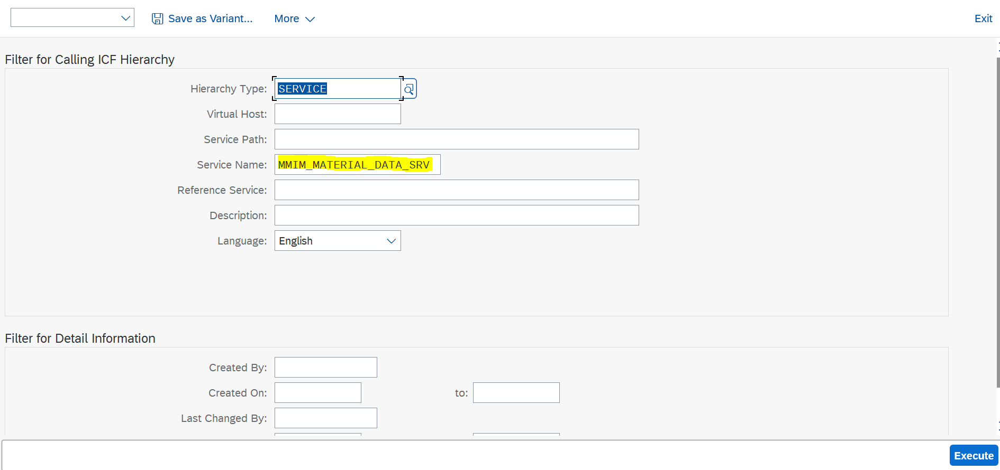 Save as Variant... More Exit
Filter for Calling ICF Hierarchy
Hierarchy Type: SERVICE
Virtual Host:
Service Path:
Service Name: MMIM_MATERIAL_DATA_SRV
Reference Service:
Description:
Language: English
Filter for Detail Information
Created By:
Created On: to:
Last Changed By:
Execute